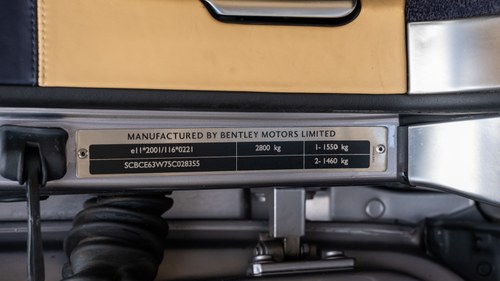 MANUFACTURED BY BENTLEY MOTORS LIMITED
e11*2001/116*0221 2800 kg 1- 1550 kg
SCBCE63W75C028355 2- 1460 kg